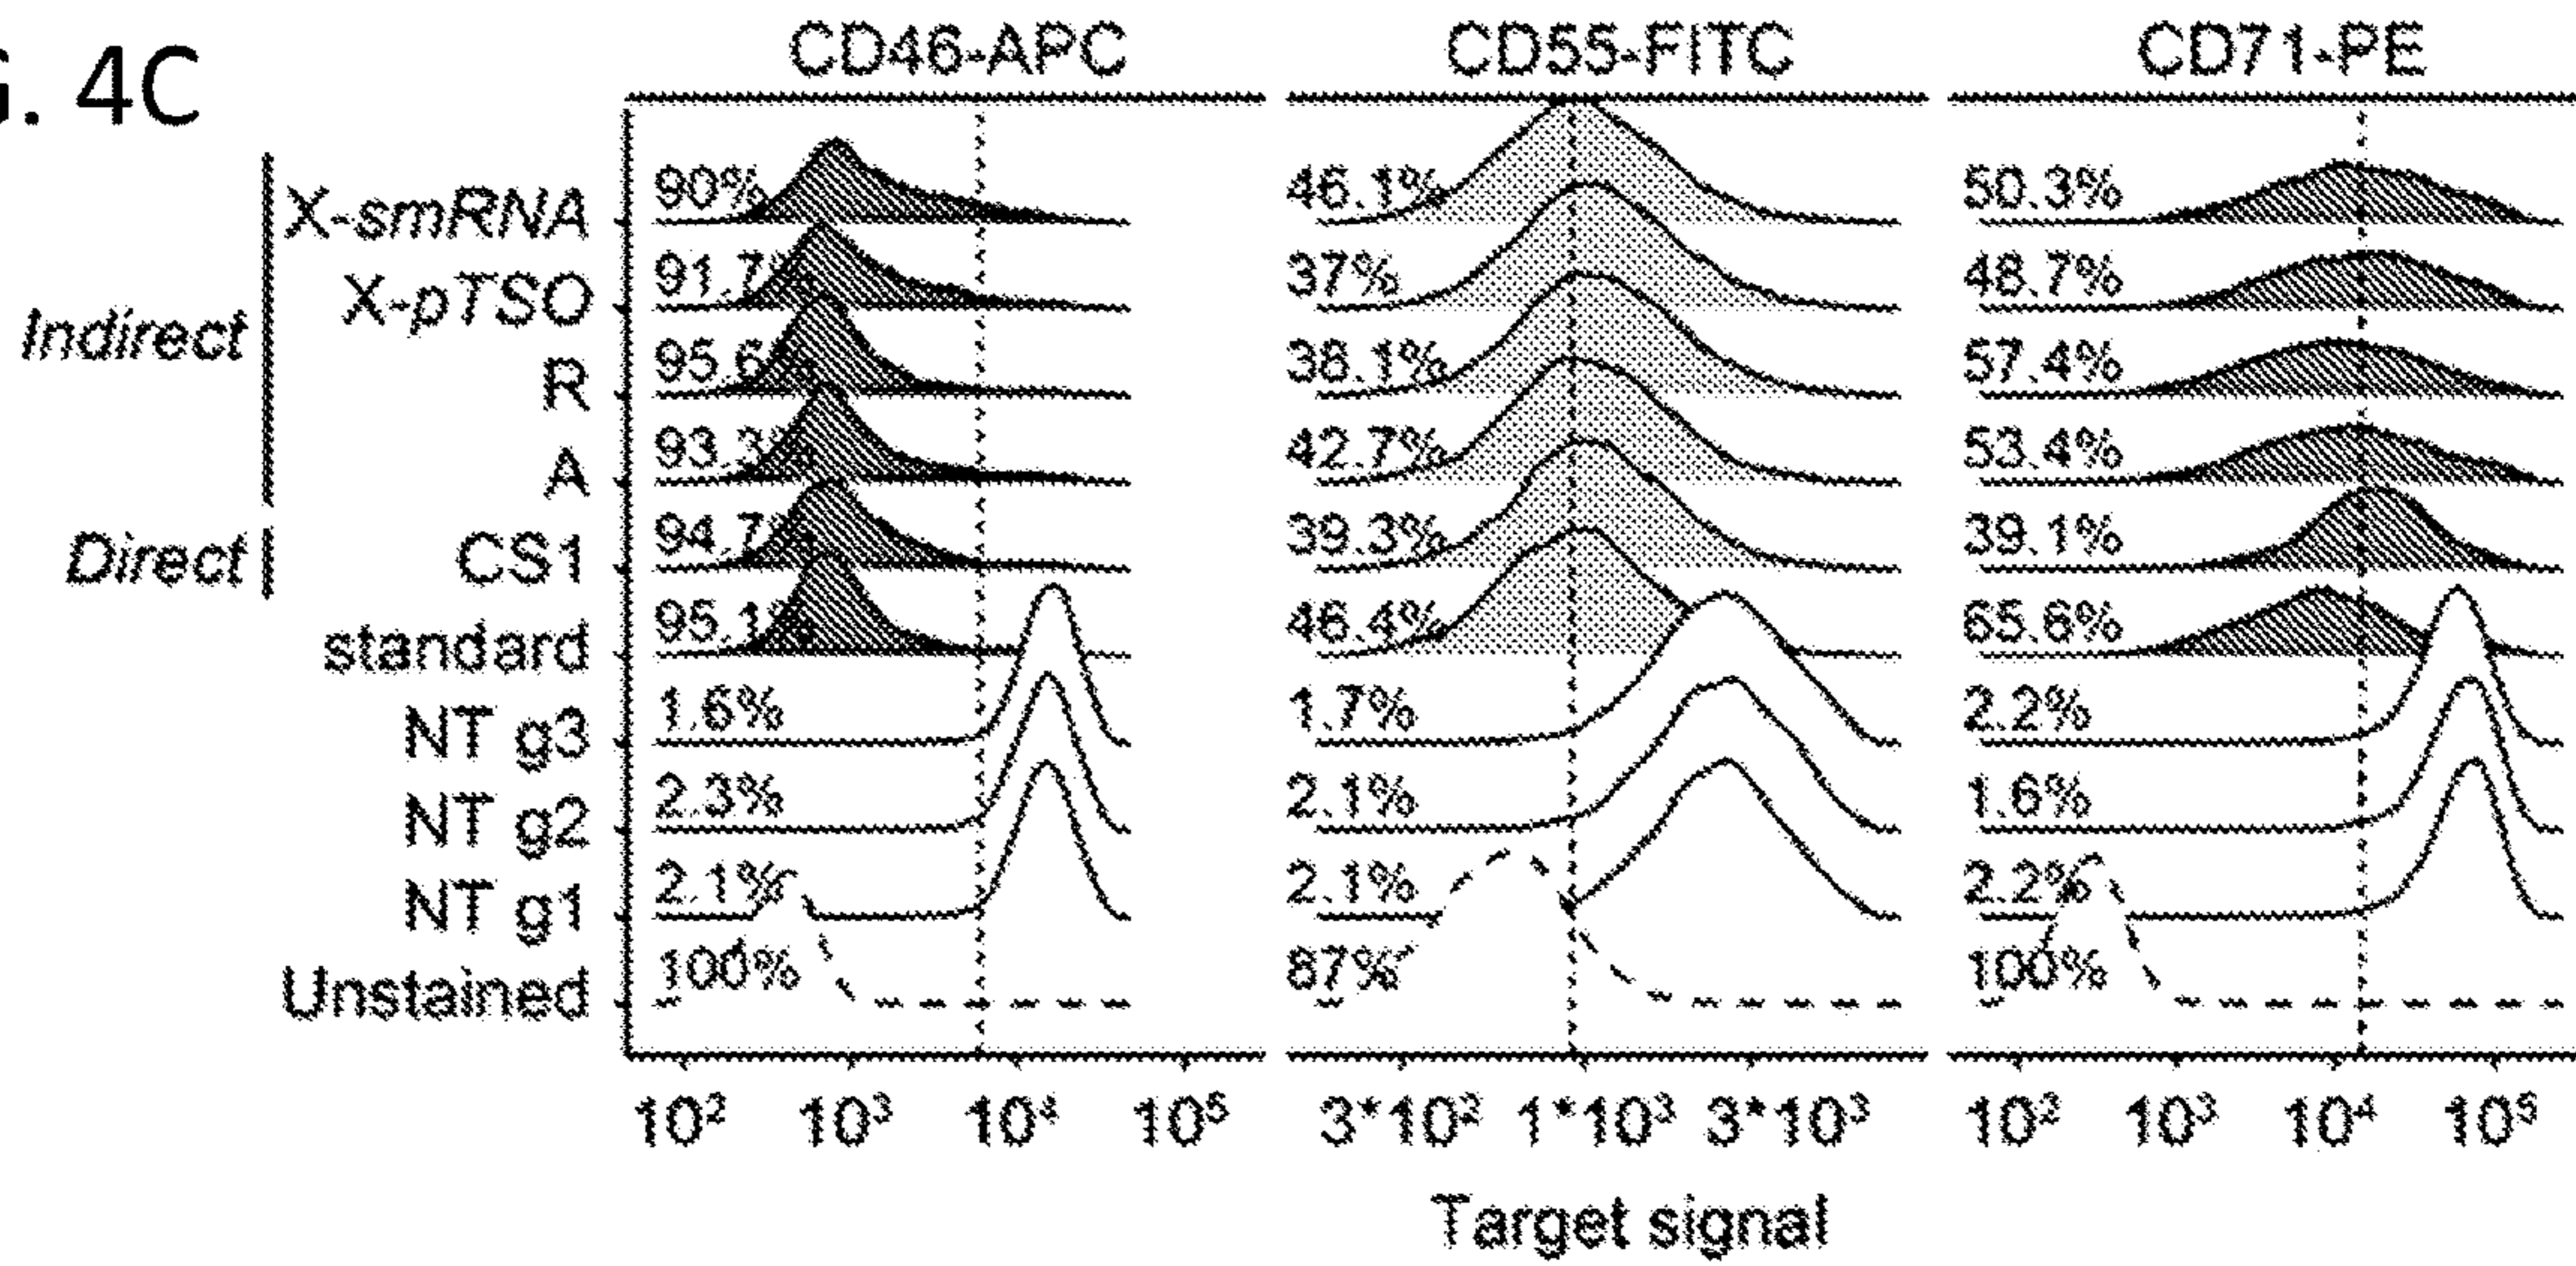 G. 4C
CD46-APC CD55-FITC CD71-PE
Indirect
X-smRNA 90% 46.1% 50.3%
X-pTSO 91.7% 37% 48.7%
R 95.6% 38.1% 57.4%
A 93.3% 42.7% 53.4%
Direct
CS1 94.7% 39.3% 39.1%
standard 95.1% 46.4% 65.6%
NT g3 1.6% 1.7% 2.2%
NT g2 2.3% 2.1% 1.6%
NT g1 2.1% 2.1% 2.2%
Unstained 100% 87% 100%
10² 10³ 10⁴ 10⁵ 3*10² 1*10³ 3*10³ 10² 10³ 10⁴ 10⁵
Target signal